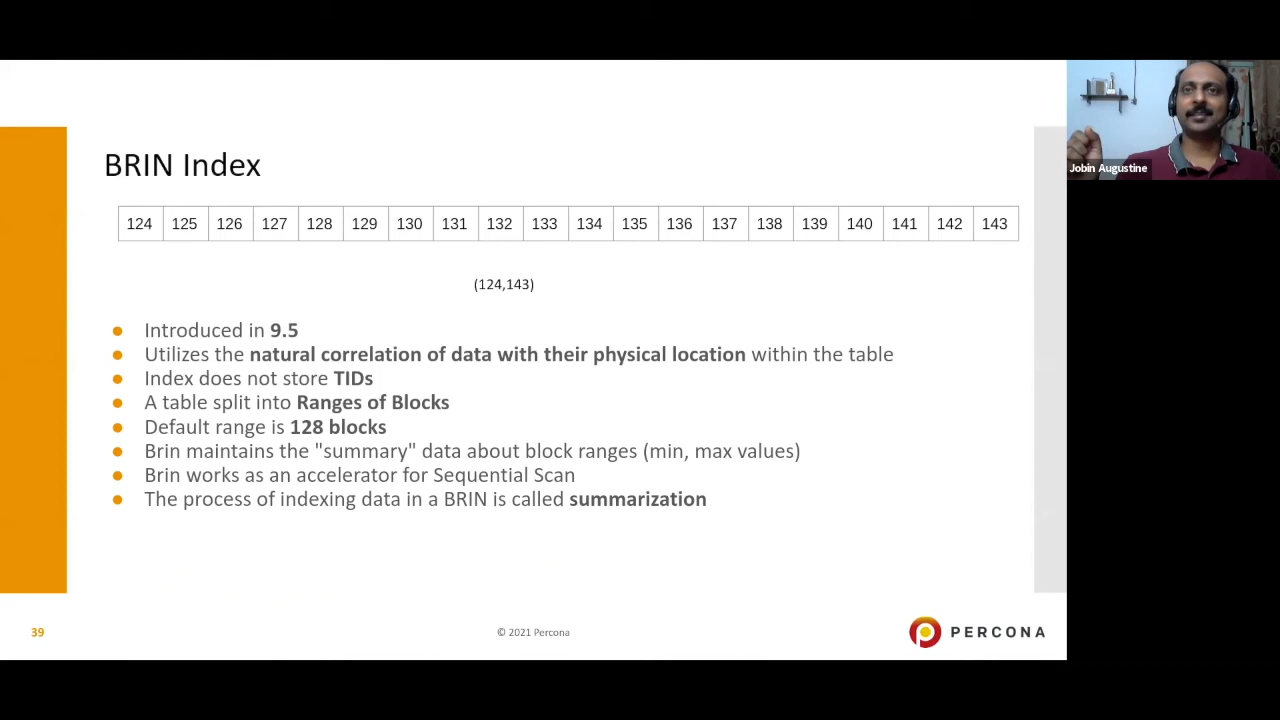 BRIN Index
124 125 126 127 128 129 130 131 132 133 134 135 136 137 138 139 140 141 142 143
(124,143)
● Introduced in 9.5
● Utilizes the natural correlation of data with their physical location within the table
● Index does not store TIDs
● A table split into Ranges of Blocks
● Default range is 128 blocks
● Brin maintains the "summary" data about block ranges (min, max values)
● Brin works as an accelerator for Sequential Scan
● The process of indexing data in a BRIN is called summarization
39
© 2021 Percona
PERCONA
Jobin Augustine